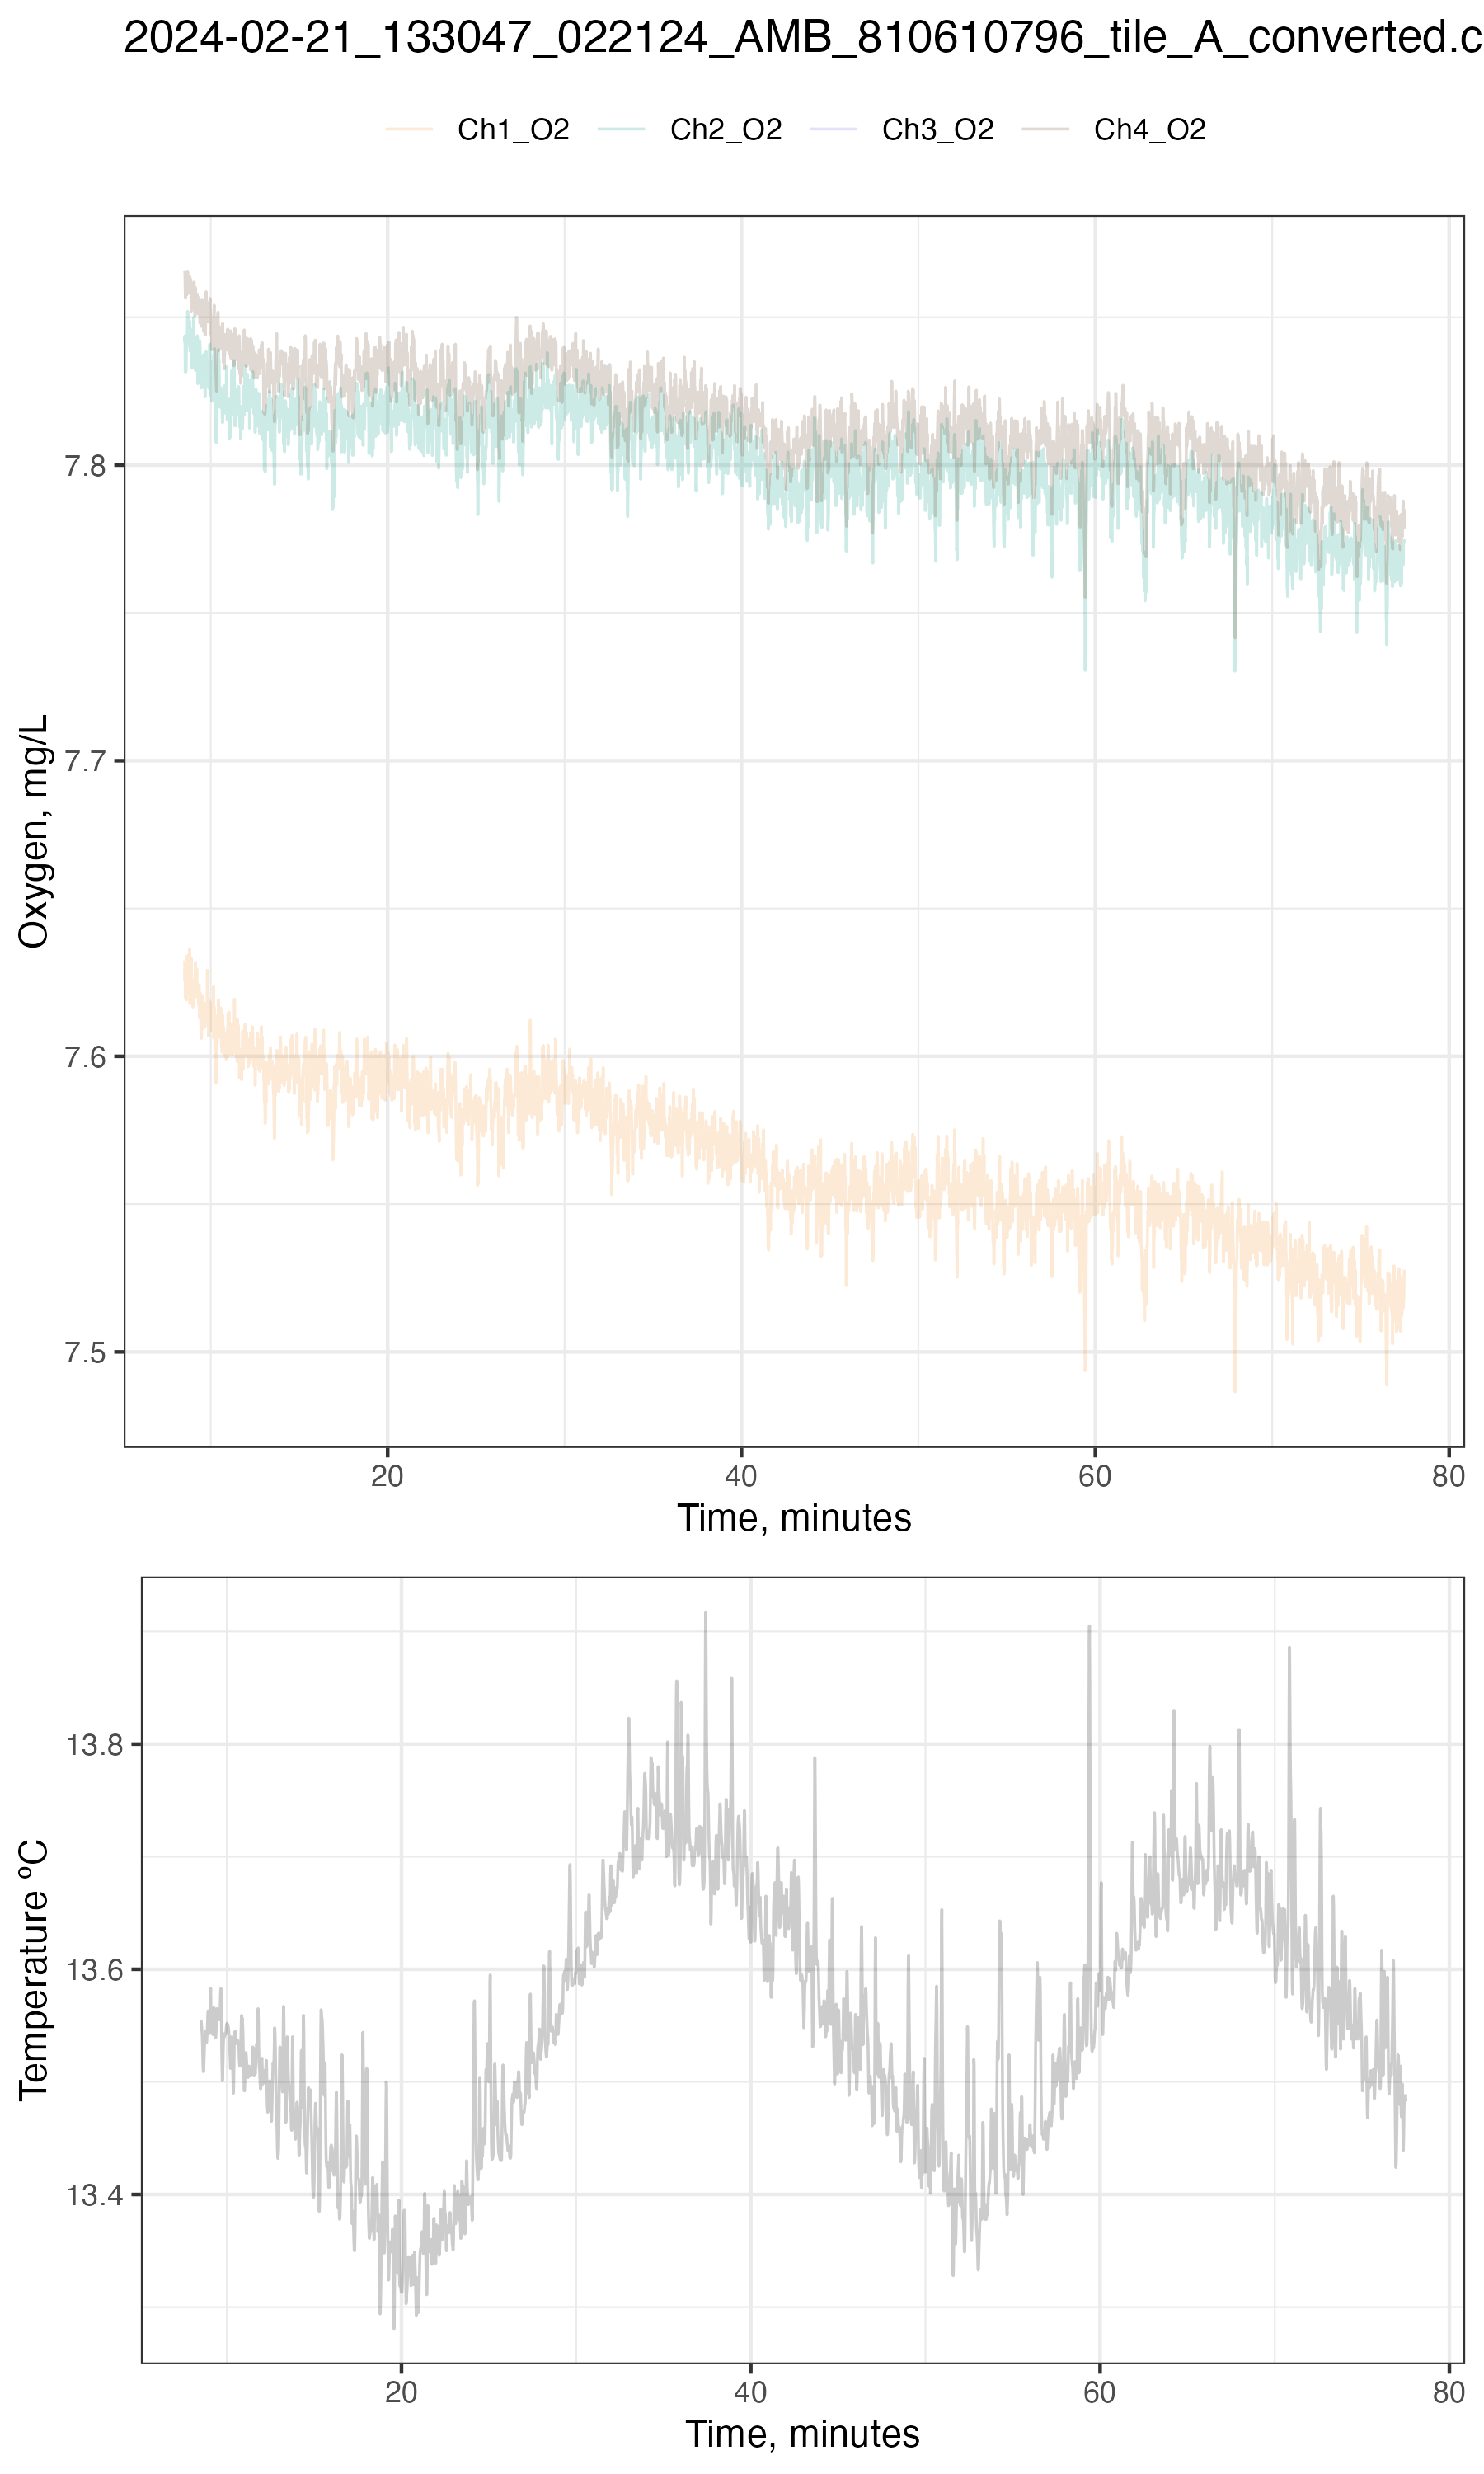 2024-02-21_133047_022124_AMB_810610796_tile_A_converted.c
Ch1_O2 Ch2_O2 Ch3_O2 Ch4_O2
7.8
7.7
7.6
7.5
Oxygen, mg/L
20 40 60 80
Time, minutes
13.8
13.6
13.4
Temperature ºC
20 40 60 80
Time, minutes